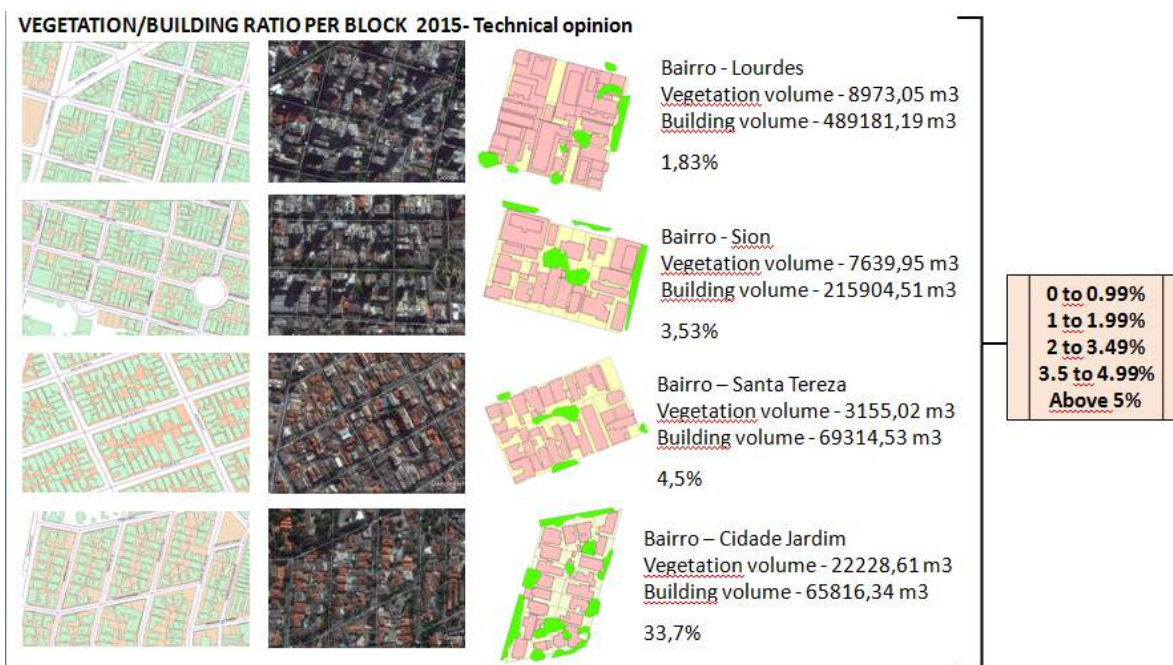 VEGETATION/BUILDING RATIO PER BLOCK 2015- Technical opinion
Bairro - Lourdes
Vegetation volume - 8973,05 m3
Building volume - 489181,19 m3
1,83%
Bairro - Sion
Vegetation volume - 7639,95 m3
Building volume - 215904,51 m3
3,53%
Bairro – Santa Tereza
Vegetation volume - 3155,02 m3
Building volume - 69314,53 m3
4,5%
Bairro – Cidade Jardim
Vegetation volume - 22228,61 m3
Building volume - 65816,34 m3
33,7%
0 to 0.99%
1 to 1.99%
2 to 3.49%
3.5 to 4.99%
Above 5%